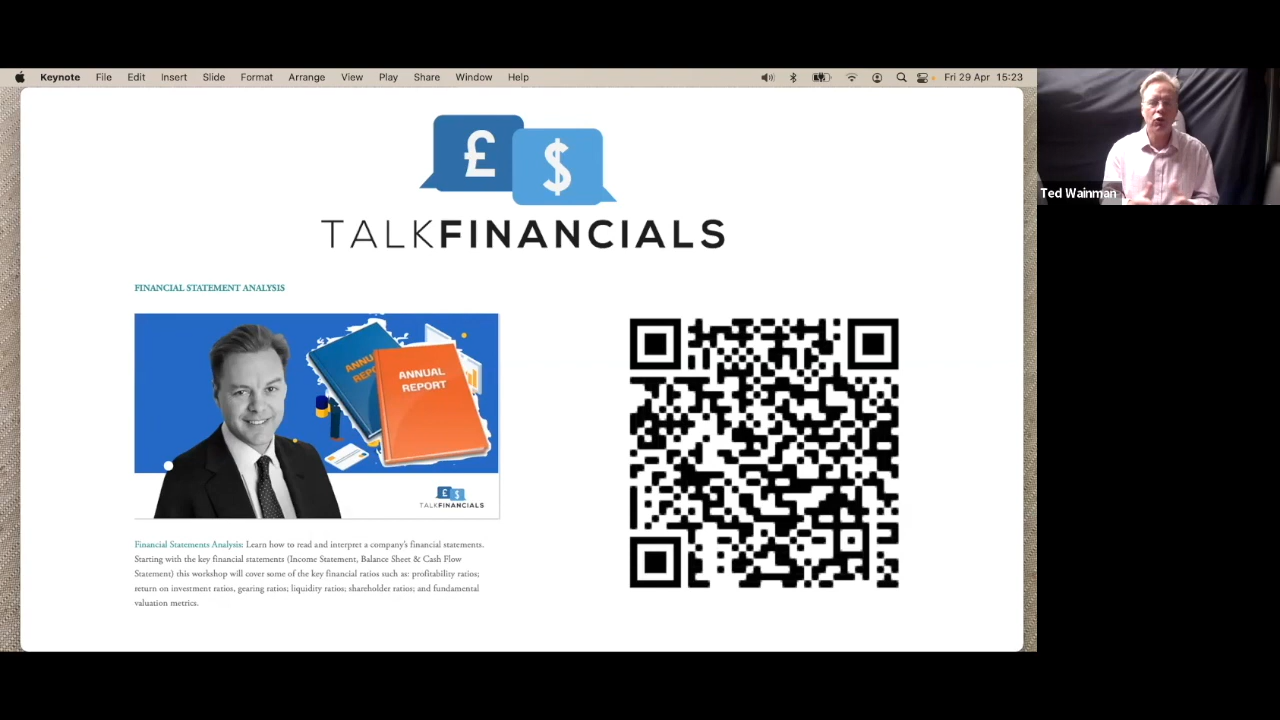 Keynote File Edit Insert Slide Format Arrange View Play Share Window Help Fri 29 Apr 15:23
£ $
TALKFINANCIALS
Ted Wainman
FINANCIAL STATEMENT ANALYSIS
ANNUAL
REPORT
£ $
TALKFINANCIALS
Financial Statements Analysis: Learn how to read and interpret a company's financial statements.
Starting with the key financial statements (Income Statement, Balance Sheet & Cash Flow
Statement) this workshop will cover some of the key financial ratios such as: profitability ratios;
return on investment ratios, gearing ratios; liquidity ratios; shareholder ratios; and fundamental
valuation metrics.